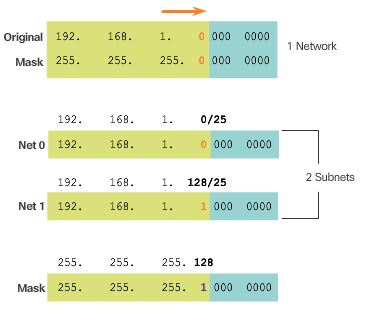 Original 192. 168. 1. 0 000 0000
1 Network
Mask 255. 255. 255. 0 000 0000
192. 168. 1. 0/25
Net 0 192. 168. 1. 0 000 0000
192. 168. 1. 128/25
2 Subnets
Net 1 192. 168. 1. 1 000 0000
255. 255. 255. 128
Mask 255. 255. 255. 1 000 0000